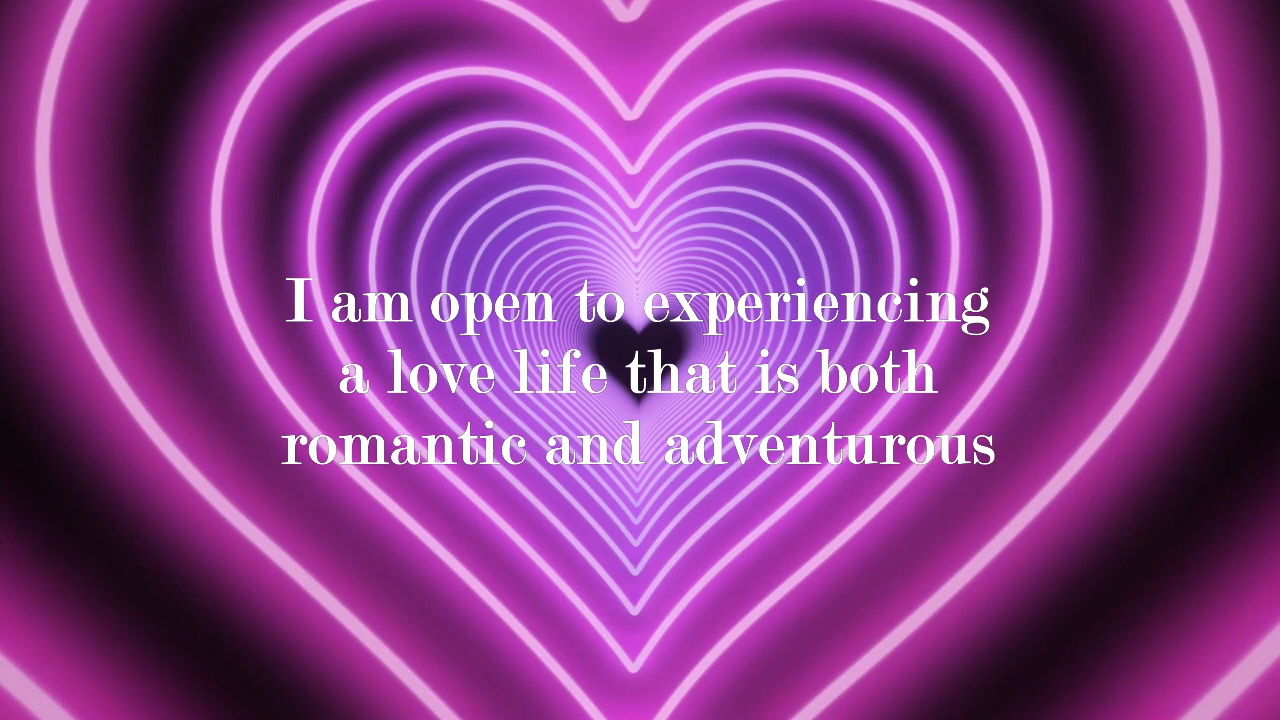 I am open to experiencing
a love life that is both
romantic and adventurous